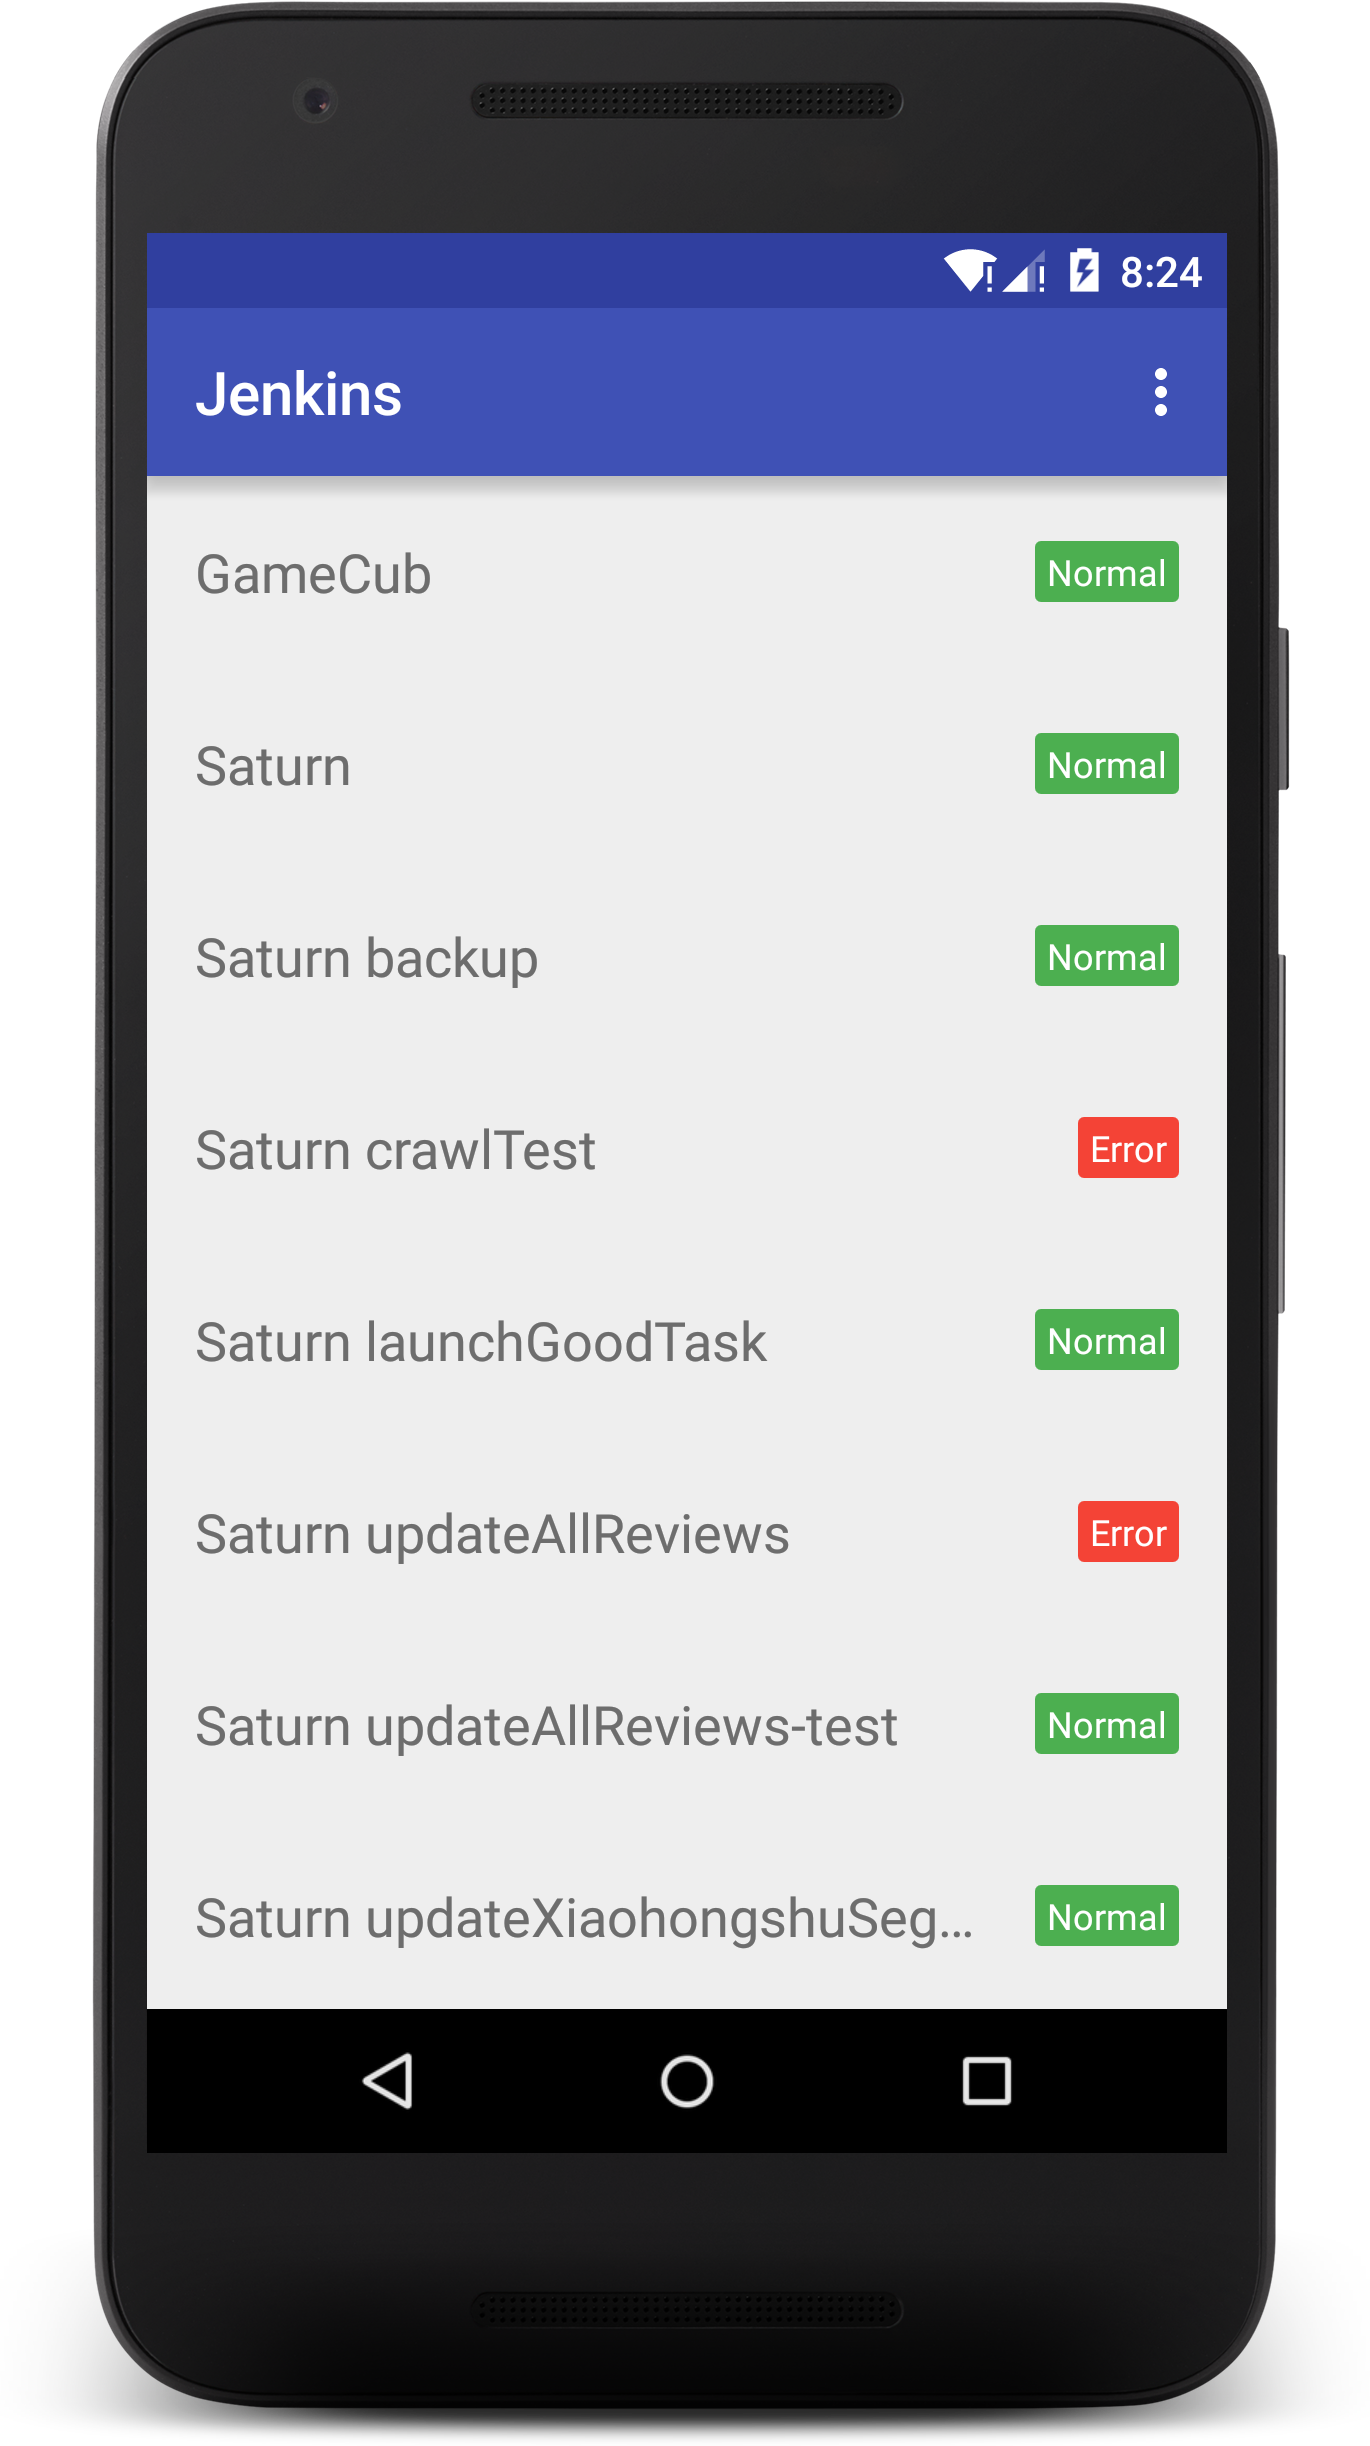 8:24
Jenkins
GameCub Normal
Saturn Normal
Saturn backup Normal
Saturn crawlTest Error
Saturn launchGoodTask Normal
Saturn updateAllReviews Error
Saturn updateAllReviews-test Normal
Saturn updateXiaohongshuSeg... Normal